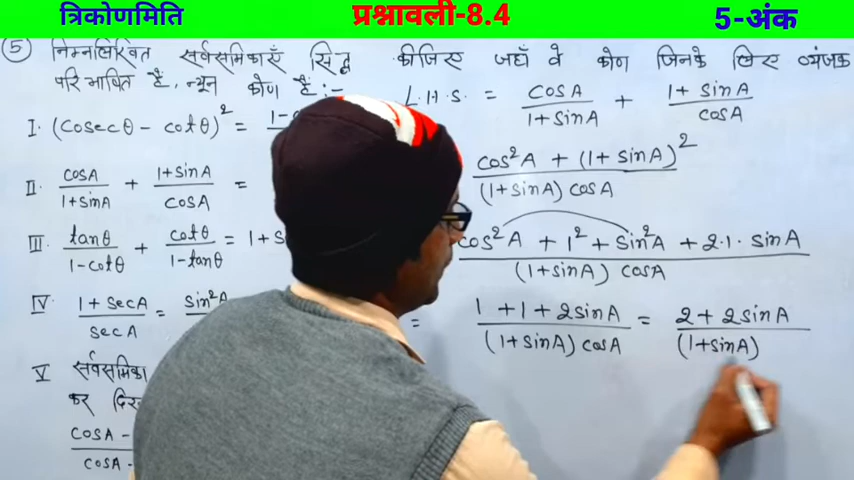 त्रिकोणमिति
प्रश्नावली-8.4
5-अंक
(5) निम्नलिखित सर्वसमिकाएँ सिद्ध कीजिए जहाँ वे कोण जिनके लिए व्यंजक
परिभाषित हैं, न्यून कोण हैं :-
I. (cosecθ - cotθ)² =
II. cosA/1+sinA + 1+sinA/cosA =
III. tanθ/1-cotθ + cotθ/1-tanθ = 1+s
IV. 1+secA/secA = sin²A
V सर्वसमिका
कर
cosA -
cosA -
L.H.S. = cosA/1+sinA + 1+sinA/cosA
cos²A + (1+sinA)²/(1+sinA) cosA
cos²A + 1² + sin²A + 2·1·sinA/(1+sinA) cosA
= 1+1+2sinA/(1+sinA) cosA = 2+2sinA/(1+sinA)